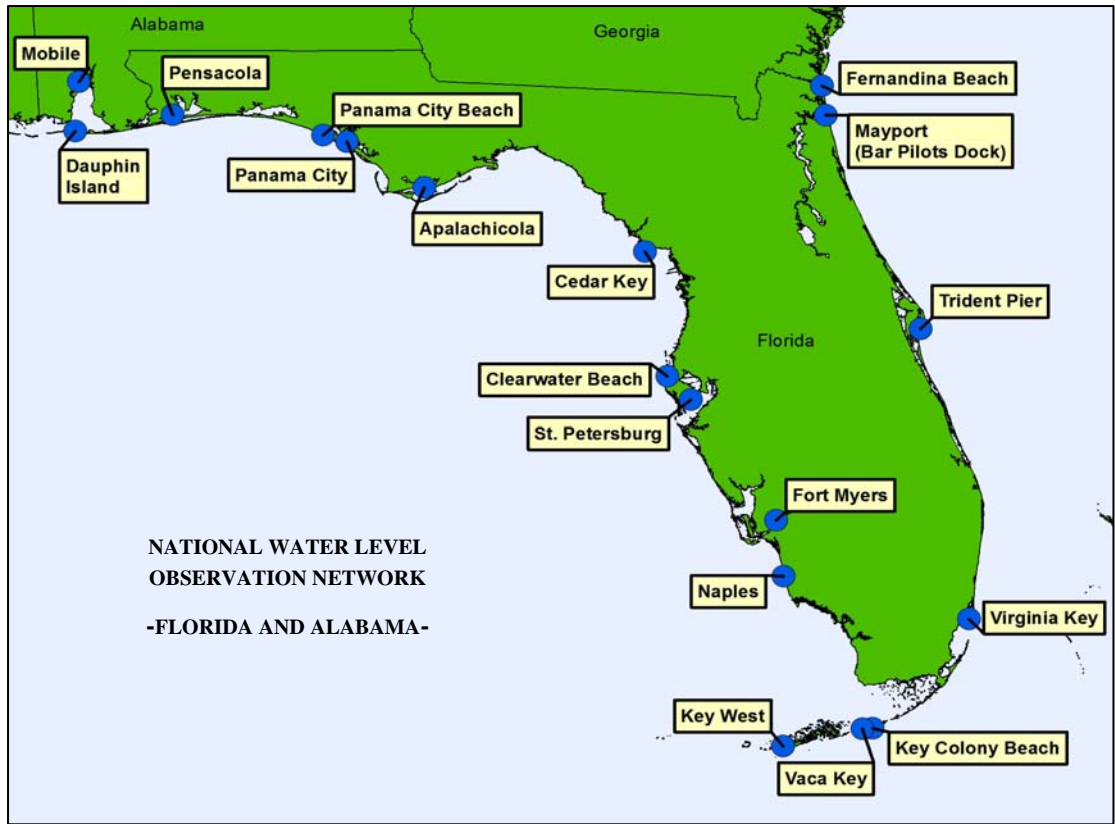 Alabama
Georgia
Mobile
Pensacola
Fernandina Beach
Panama City Beach
Mayport
(Bar Pilots Dock)
Dauphin
Island
Panama City
Apalachicola
Cedar Key
Trident Pier
Florida
Clearwater Beach
St. Petersburg
Fort Myers
NATIONAL WATER LEVEL
OBSERVATION NETWORK
-FLORIDA AND ALABAMA-
Naples
Virginia Key
Key West
Key Colony Beach
Vaca Key